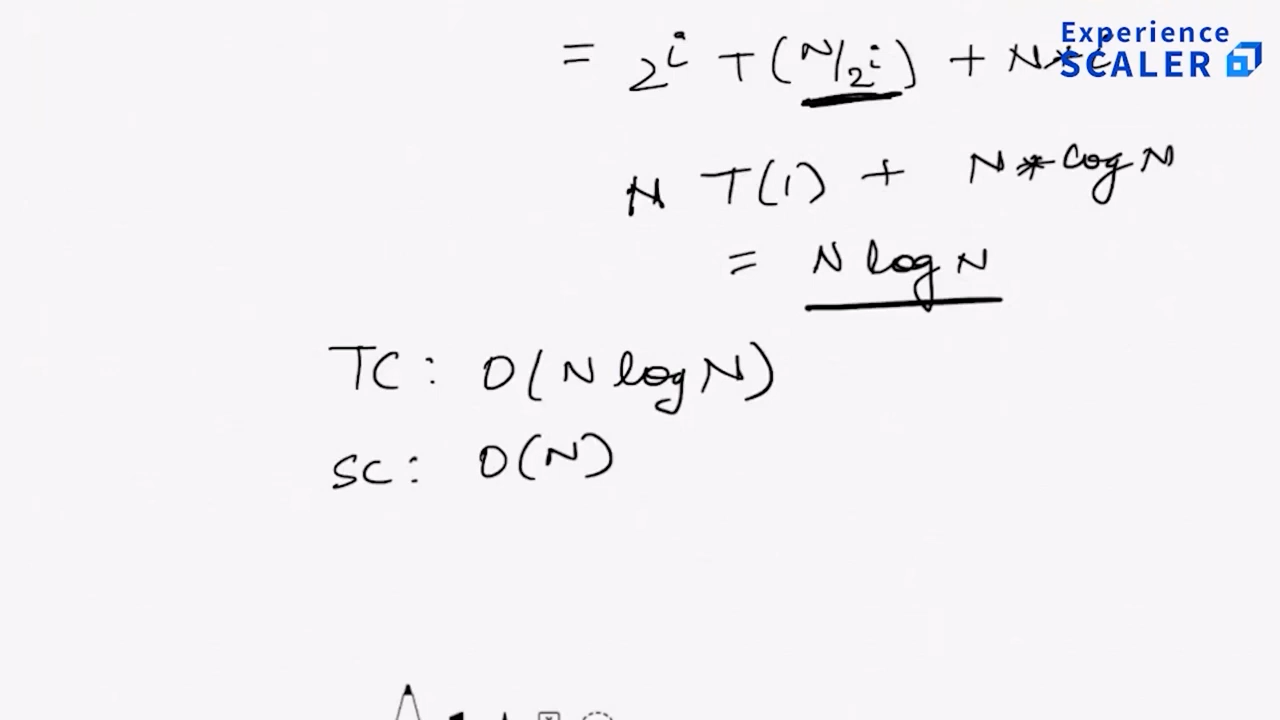 Experience
SCALER
= 2^i T(N/2^i) + N*i
N T(1) + N*log N
= N log N
TC: O(N log N)
SC: O(N)